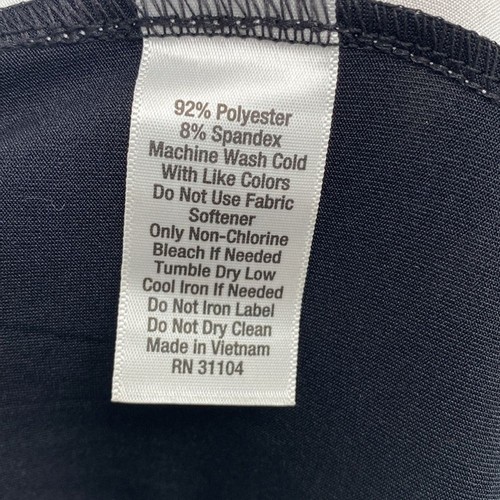 92% Polyester
8% Spandex
Machine Wash Cold
With Like Colors
Do Not Use Fabric
Softener
Only Non-Chlorine
Bleach If Needed
Tumble Dry Low
Cool Iron If Needed
Do Not Iron Label
Do Not Dry Clean
Made in Vietnam
RN 31104